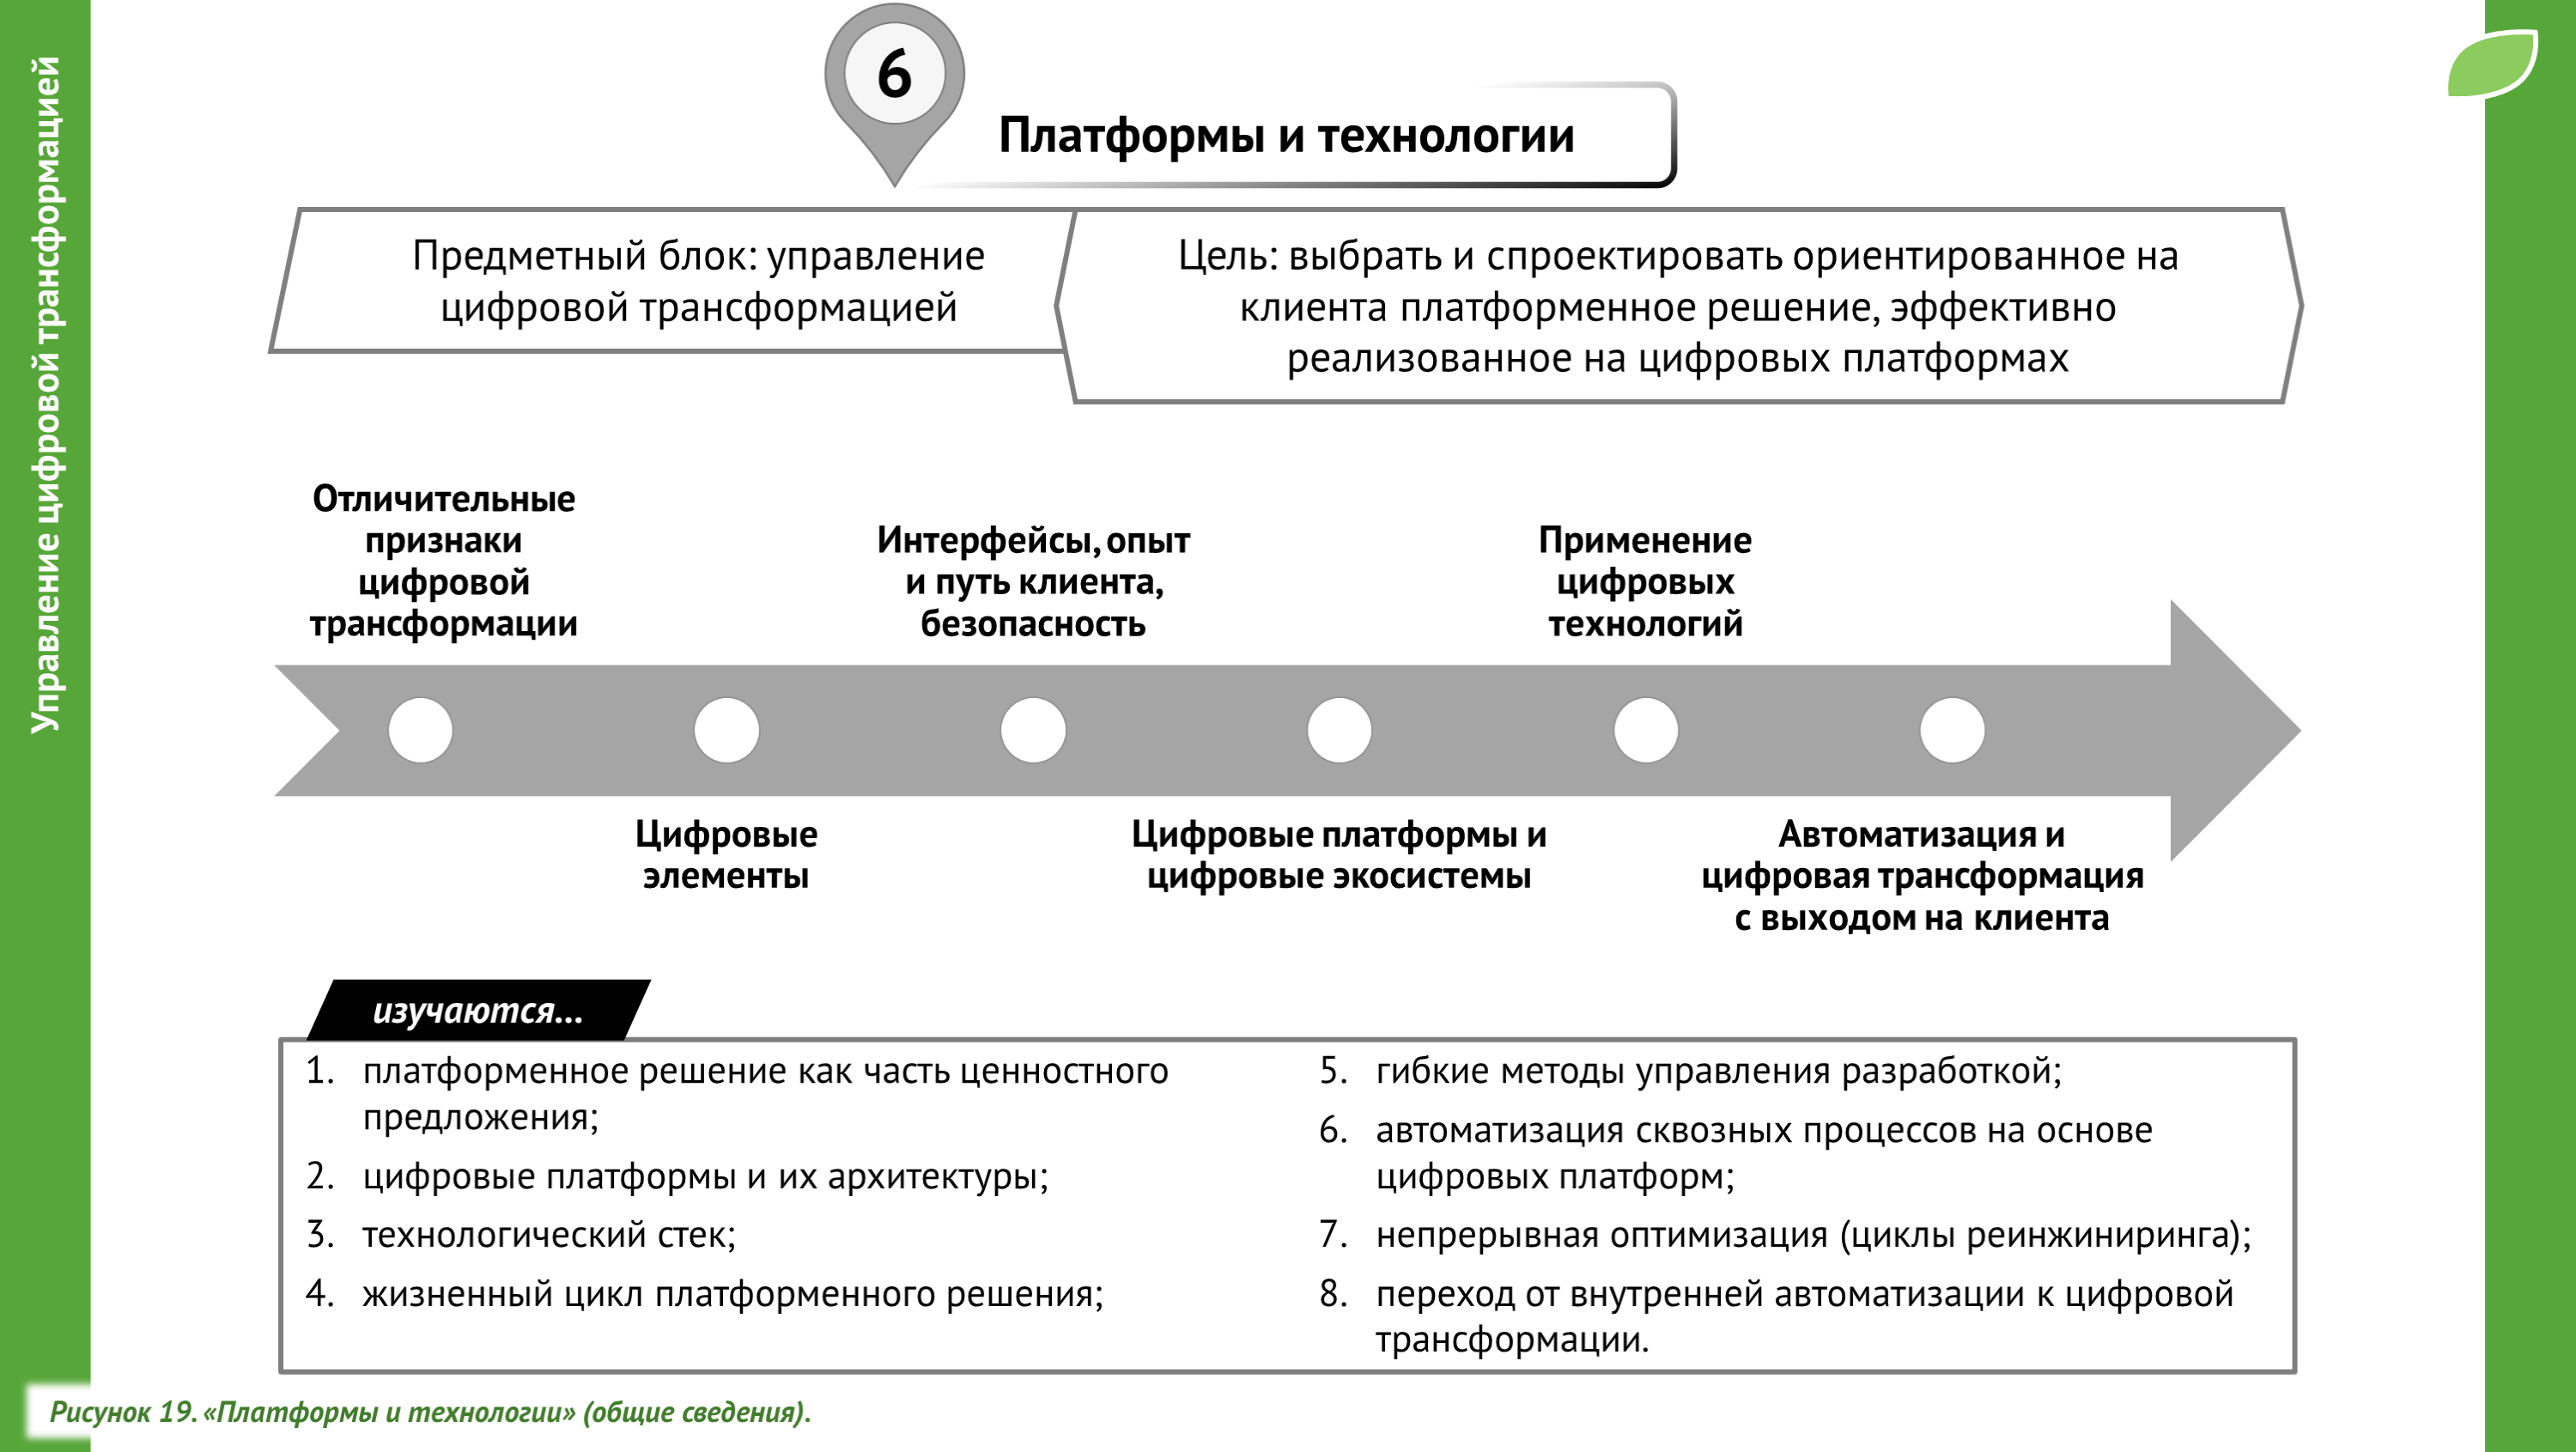 Управление цифровой трансформацией
6
Платформы и технологии
Предметный блок: управление
цифровой трансформацией
Цель: выбрать и спроектировать ориентированное на
клиента платформенное решение, эффективно
реализованное на цифровых платформах
Отличительные
признаки
цифровой
трансформации
Интерфейсы, опыт
и путь клиента,
безопасность
Применение
цифровых
технологий
Цифровые
элементы
Цифровые платформы и
цифровые экосистемы
Автоматизация и
цифровая трансформация
с выходом на клиента
изучаются...
1. платформенное решение как часть ценностного
предложения;
2. цифровые платформы и их архитектуры;
3. технологический стек;
4. жизненный цикл платформенного решения;
5. гибкие методы управления разработкой;
6. автоматизация сквозных процессов на основе
цифровых платформ;
7. непрерывная оптимизация (циклы реинжиниринга);
8. переход от внутренней автоматизации к цифровой
трансформации.
Рисунок 19. «Платформы и технологии» (общие сведения).